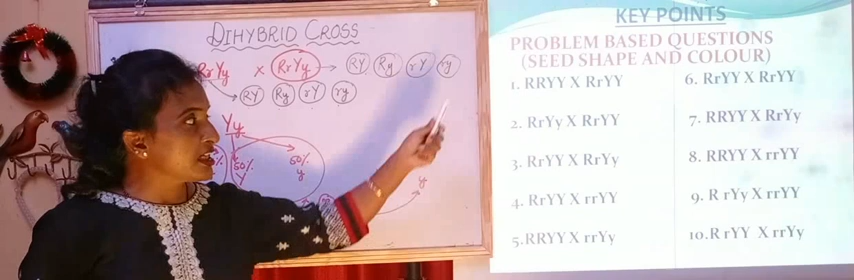 DIHYBRID CROSS
RrYy x RrYy → RY Ry rY ry
RY Ry rY ry
Yy
% 50% 50%
Y y
y
KEY POINTS
PROBLEM BASED QUESTIONS
(SEED SHAPE AND COLOUR)
1. RRYY X RrYY
2. RrYy X RrYY
3. RrYY X RrYy
4. RrYY X rrYY
5.RRYY X rrYy
6. RrYY X RrYY
7. RRYY X RrYy
8. RRYY X rrYY
9. R rYy X rrYY
10.R rYY X rrYy